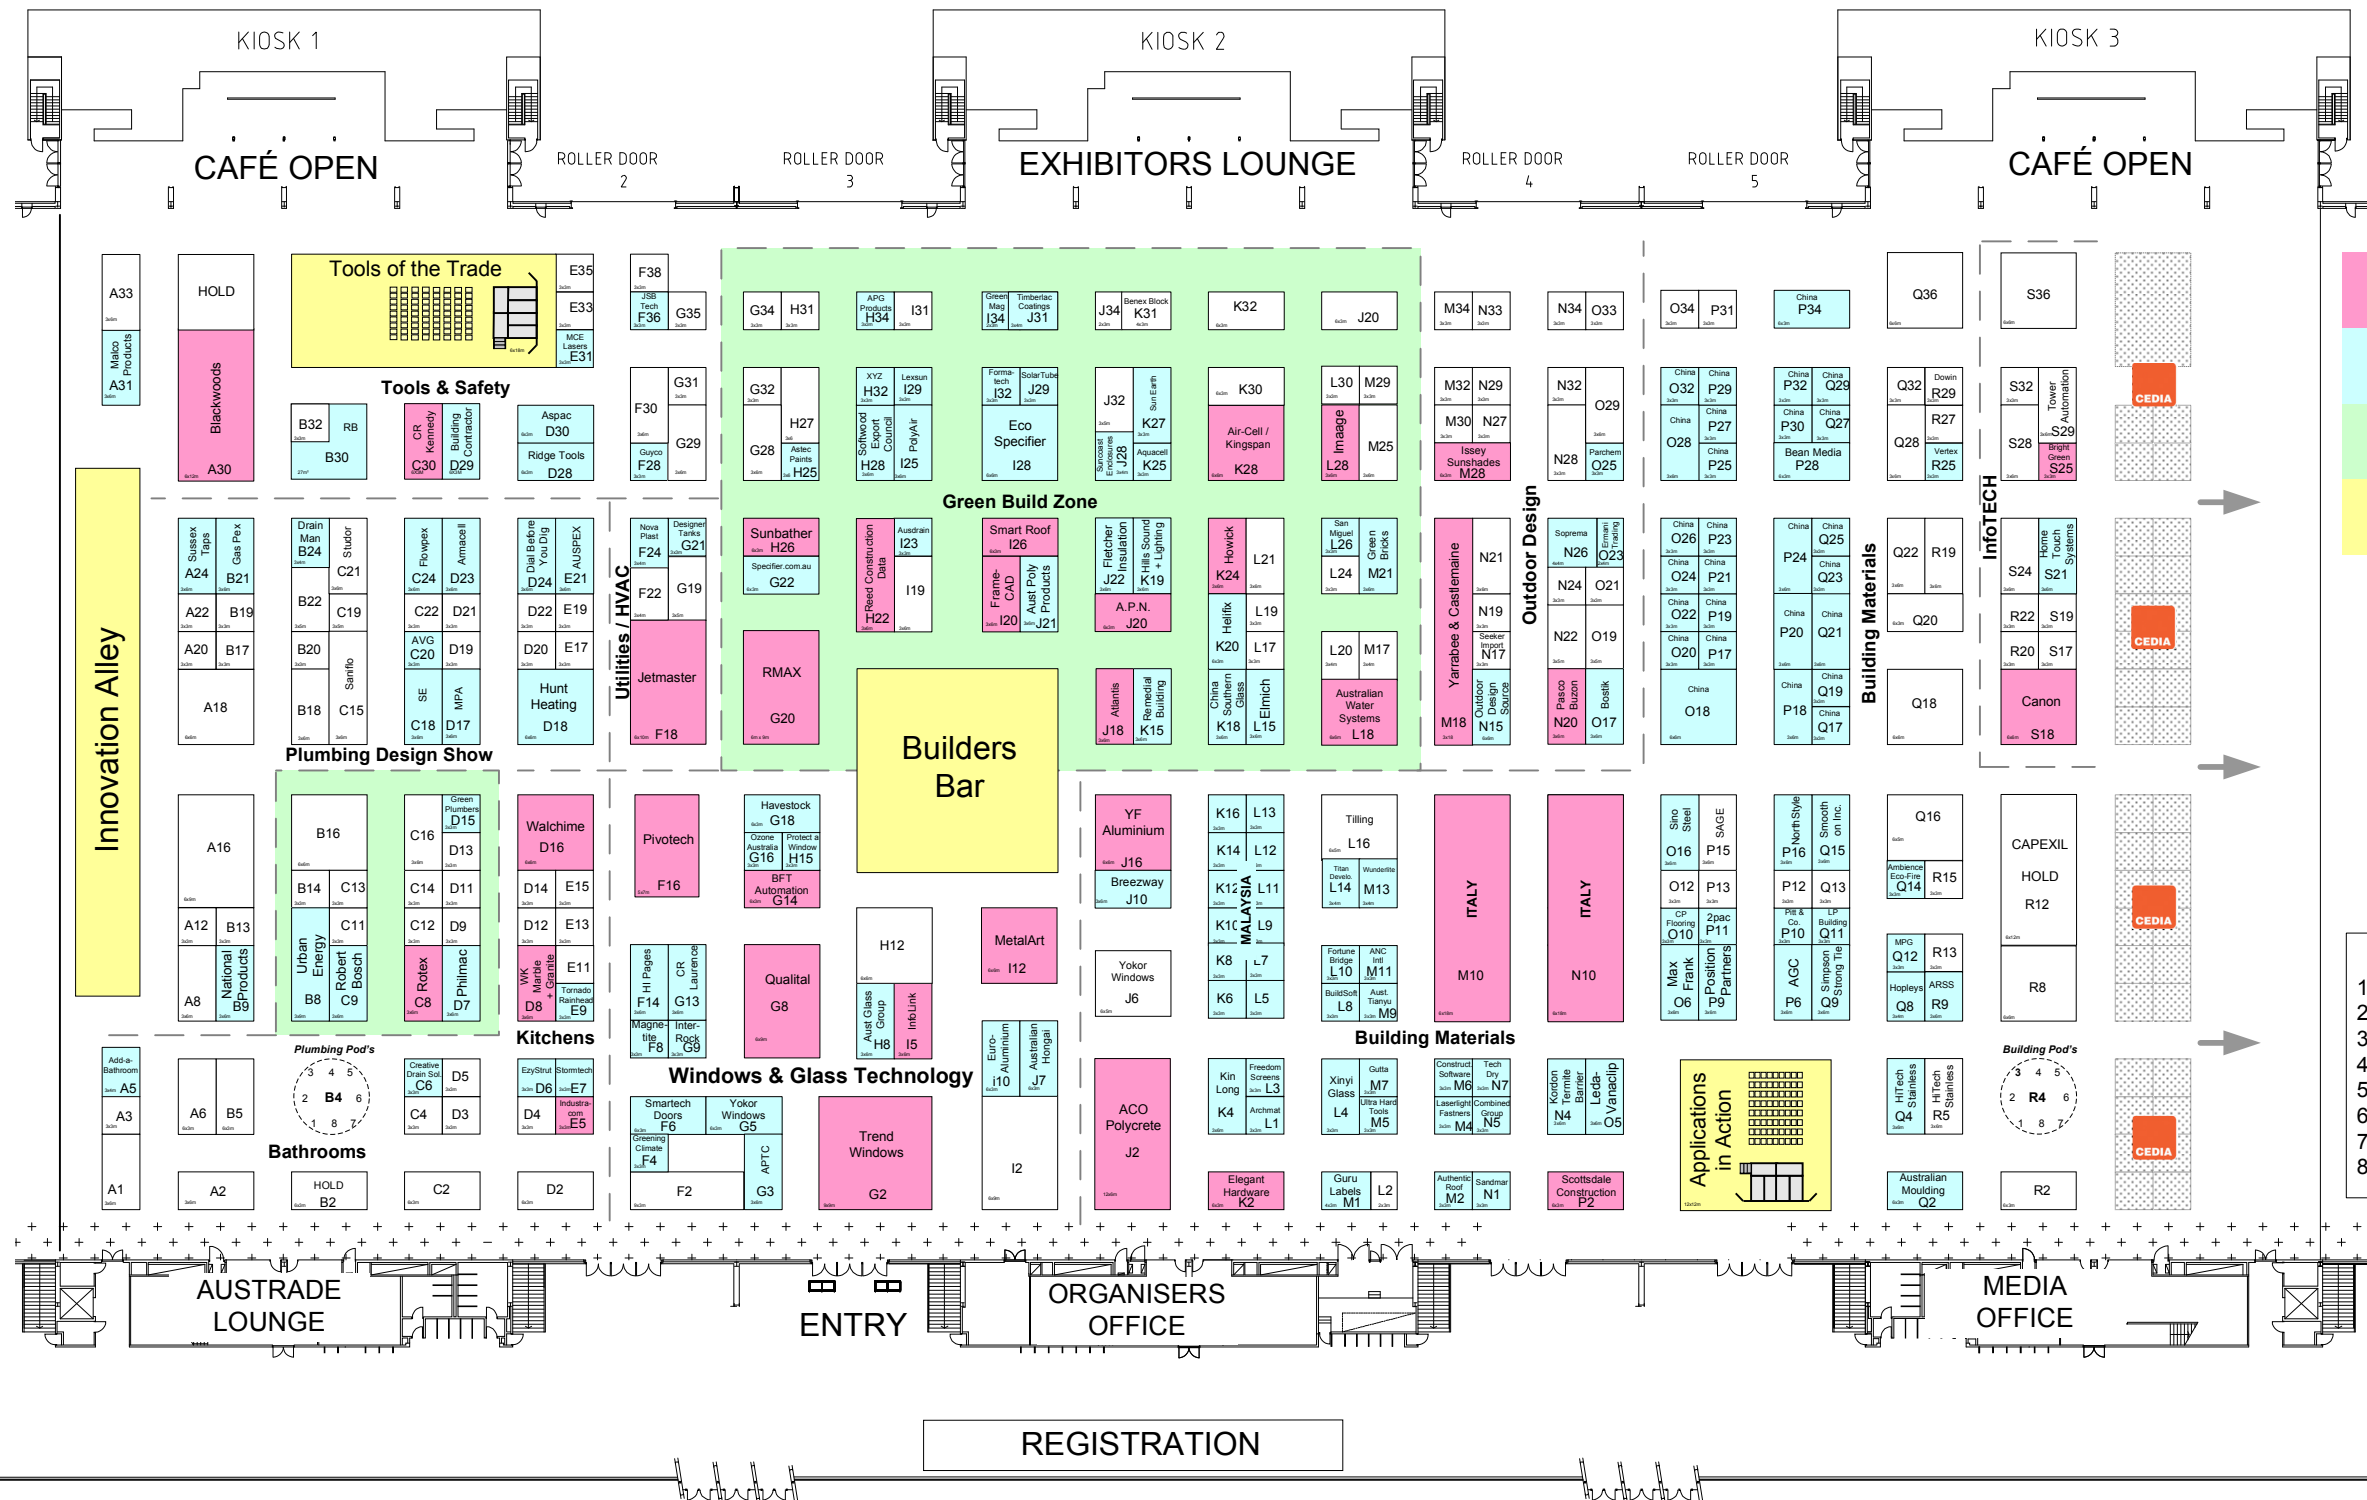 KIOSK 1
KIOSK 2
KIOSK 3
CAFÉ OPEN
ROLLER DOOR
2
ROLLER DOOR
3
EXHIBITORS LOUNGE
ROLLER DOOR
4
ROLLER DOOR
5
CAFÉ OPEN
A33
HOLD
Tools of the Trade
E35
E33
MCE
Lasers
E31
F38
JSB
Tech
F36
G35
G34
H31
APG
Products
H34
I31
Green
Mag
I34
Timberlac
Coatings
J31
J34
Benex Block
K31
K32
J20
M34
N33
N34
O33
O34
P31
China
P34
Q36
S36
Malco
Products
A31
Blackwoods
A30
Tools & Safety
B32
RB
B30
CR
Kennedy
C30
Building
Contractor
D29
Aspac
D30
Ridge Tools
D28
F30
G31
G29
Guyco
F28
G32
G28
H27
Astec
Paints
H25
XYZ
H32
Lexsun
I29
Softwood
Export
Council
H28
PolyAir
I25
Forma-
tech
I32
SolarTube
J29
Eco
Specifier
I28
J32
Sun Earth
K27
Suncoast
Enclosures
J28
Aquacell
K25
K30
Air-Cell /
Kingspan
K28
L30
M29
Imaage
L28
M25
M32
N29
M30
N27
Issey
Sunshades
M28
N32
O29
N28
Parchem
O25
China
O32
China
P29
China
O28
China
P27
China
P25
China
P32
China
Q29
China
P30
China
Q27
Bean Media
P28
Q32
Dowin
R29
R27
Q28
Vertex
R25
S32
Tower
Automation
S29
S28
Bright
Green
S25
CEDIA
Green Build Zone
Innovation Alley
Sussex
Taps
A24
Gas Pex
B21
Drain
Man
B24
Studor
C21
Flowpex
C24
Armacell
D23
Dial Before
You Dig
D24
AUSPEX
E21
Utilities / HVAC
Nova
Plast
F24
Designer
Tanks
G21
F22
G19
Sunbather
H26
Specifier.com.au
G22
Reed Construction
Data
H22
Ausdrain
I23
I19
Smart Roof
I26
Frame-
CAD
I20
Aust Poly
Products
J21
Fletcher
Insulation
J22
Hills Sound
+ Lighting
K19
A.P.N.
J20
Howick
K24
L21
Helifix
K20
L19
L17
San
Miguel
L26
L24
Green
Bricks
M21
Yarrabee & Castlemaine
M18
N21
N19
Seeker
Import
N17
Outdoor
Design
Source
N15
Outdoor Design
Soprema
N26
Ermani
Trading
O23
N24
O21
N22
O19
Pasco
Buzon
N20
Bostik
O17
China
O26
China
P23
China
O24
China
P21
China
O22
China
P19
China
O20
China
P17
China
O18
China
P24
China
Q25
China
Q23
China
P20
China
Q21
China
P18
China
Q19
China
Q17
Building Materials
Q22
R19
Q20
Q18
InfoTECH
S24
Home
Touch
Systems
S21
R22
S19
R20
S17
Canon
S18
CEDIA
A22
B19
A20
B17
A18
B22
C19
B20
Saniflo
C15
B18
C22
D21
AVG
C20
D19
SE
C18
MPA
D17
D22
E19
D20
E17
Hunt
Heating
D18
Jetmaster
F18
RMAX
G20
Builders
Bar
Atlantis
J18
Remedial
Building
K15
China
Southern
Glass
K18
Elmich
L15
L20
M17
Australian
Water
Systems
L18
Plumbing Design Show
A16
A12
B13
A8
National
Products
B9
B16
B14
C13
Urban
Energy
B8
C11
Robert
Bosch
C9
C16
Green
Plumbers
D15
D13
C14
D11
C12
D9
Rotex
C8
Philmac
D7
Walchime
D16
D14
E15
D12
E13
WK
Marble
+ Granite
D8
E11
Tornado
Rainhead
E9
Kitchens
Pivotech
F16
Havestock
G18
Ozone
Australia
G16
Protect a
Window
H15
BFT
Automation
G14
HI Pages
F14
CR
Laurence
G13
Magne-
tite
F8
Inter-
Rock
G9
Qualital
G8
H12
Aust Glass
Group
H8
InfoLink
I5
MetalArt
I12
Euro-
Aluminium
i10
Australian
Hongai
J7
YF
Aluminium
J16
Breezway
J10
Yokor
Windows
J6
K16
L13
K14
L12
K12
L11
K10
L9
K8
L7
K6
L5
MALAYSIA
Tilling
L16
Titan
Develo.
L14
Wunderlite
M13
Fortune
Bridge
L10
ANC
Intl
M11
BuildSoft
L8
Aust.
Tianyu
M9
ITALY
M10
ITALY
N10
Building Materials
Sino
Steel
O16
SAGE
P15
O12
P13
CP
Flooring
O10
2pac
P11
Max
Frank
O6
Position
Partners
P9
North Style
P16
Smooth
on Inc.
Q15
P12
Q13
Pitt &
Co.
P10
LP
Building
Q11
AGC
P6
Simpson
Strong Tie
Q9
Q16
Ambience
Eco-Fire
Q14
R15
MPG
Q12
R13
Hopleys
Q8
ARSS
R9
CAPEXIL
HOLD
R12
R8
CEDIA
Add-a-
Bathroom
A5
A3
A1
A6
B5
A2
Plumbing Pod's
3 4 5
2 B4 6
1 8 7
Bathrooms
HOLD
B2
Creative
Drain Sol.
C6
D5
C4
D3
C2
EzyStrut
D6
Stormtech
E7
D4
Industra-
com
E5
D2
Windows & Glass Technology
Smartech
Doors
F6
Yokor
Windows
G5
Greening
Climate
F4
APTC
G3
F2
Trend
Windows
G2
I2
ACO
Polycrete
J2
Kin
Long
K4
Freedom
Screens
L3
Archmat
L1
Elegant
Hardware
K2
Xinyi
Glass
L4
Gutta
M7
Ultra Hard
Tools
M5
Guru
Labels
M1
L2
Construct.
Software
M6
Tech
Dry
N7
Laserlight
Fastners
M4
Combined
Group
N5
Authentic
Roof
M2
Sandmar
N1
Kordon
Termite
Barrier
N4
Leda-
Vanaclip
O5
Scottsdale
Construction
P2
Applications
in Action
HiTech
Stainless
Q4
HiTech
Stainless
R5
Australian
Moulding
Q2
Building Pod's
3 4 5
2 R4 6
1 8 7
R2
CEDIA
1
2
3
4
5
6
7
8
AUSTRADE
LOUNGE
ENTRY
ORGANISERS
OFFICE
MEDIA
OFFICE
REGISTRATION